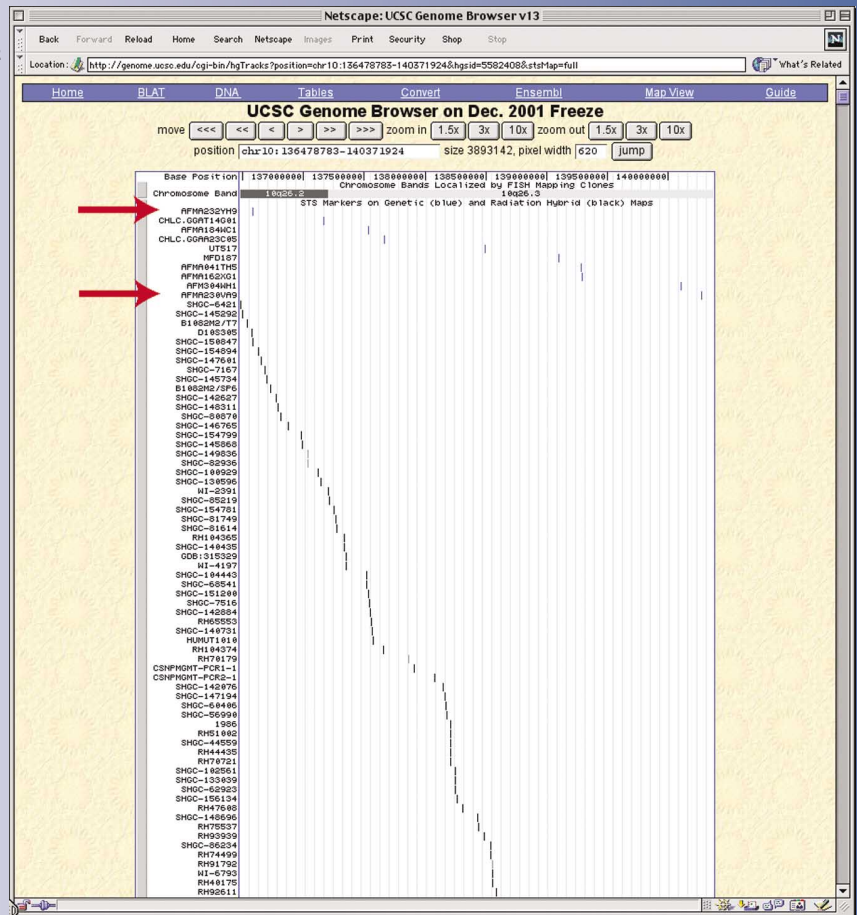 Netscape: UCSC Genome Browser v13
Back Forward Reload Home Search Netscape Images Print Security Shop Stop
Location: http://genome.ucsc.edu/cgi-bin/hgTracks?position=chr10:136478783-140371924&hgsid=5582408&stsMap=full What's Related
Home BLAT DNA Tables Convert Ensembl Map View Guide
UCSC Genome Browser on Dec. 2001 Freeze
move <<< << < > >> >>> zoom in 1.5x 3x 10x zoom out 1.5x 3x 10x
position chr10:136478783-140371924 size 3893142, pixel width 620 jump
Base Position | 137000000| 137500000| 138000000| 138500000| 139000000| 139500000| 140000000|
Chromosome Bands Localized by FISH Mapping Clones
Chromosome Band 10q26.2 10q26.3
STS Markers on Genetic (blue) and Radiation Hybrid (black) Maps
AFMA232YH9
CHLC.GGAT14G01
AFMA184WC1
CHLC.GGAA23C05
UT517
MFD187
AFMA041TH5
AFMA162XG1
AFM304WH1
AFMA230VA9
SHGC-6421
SHGC-145292
B1082M2/T7
D10S305
SHGC-150847
SHGC-154894
SHGC-147601
SHGC-7167
SHGC-145734
B1082M2/SP6
SHGC-142627
SHGC-148311
SHGC-80870
SHGC-146765
SHGC-154799
SHGC-145868
SHGC-149836
SHGC-82936
SHGC-100929
SHGC-130596
WI-2391
SHGC-85219
SHGC-154781
SHGC-81749
SHGC-81614
RH104365
SHGC-140435
GDB:315329
WI-4197
SHGC-104443
SHGC-68541
SHGC-151200
SHGC-7516
SHGC-142884
RH65553
SHGC-140731
HUMUT1010
RH104374
RH70179
CSNPMGMT-PCR1-1
CSNPMGMT-PCR2-1
SHGC-142076
SHGC-147194
SHGC-60406
SHGC-56990
1986
RH51002
SHGC-44559
RH44435
RH70721
SHGC-102561
SHGC-133039
SHGC-62923
SHGC-156134
RH47608
SHGC-148696
RH75537
RH93939
SHGC-86234
RH74499
RH91792
WI-6793
RH40175
RH92611